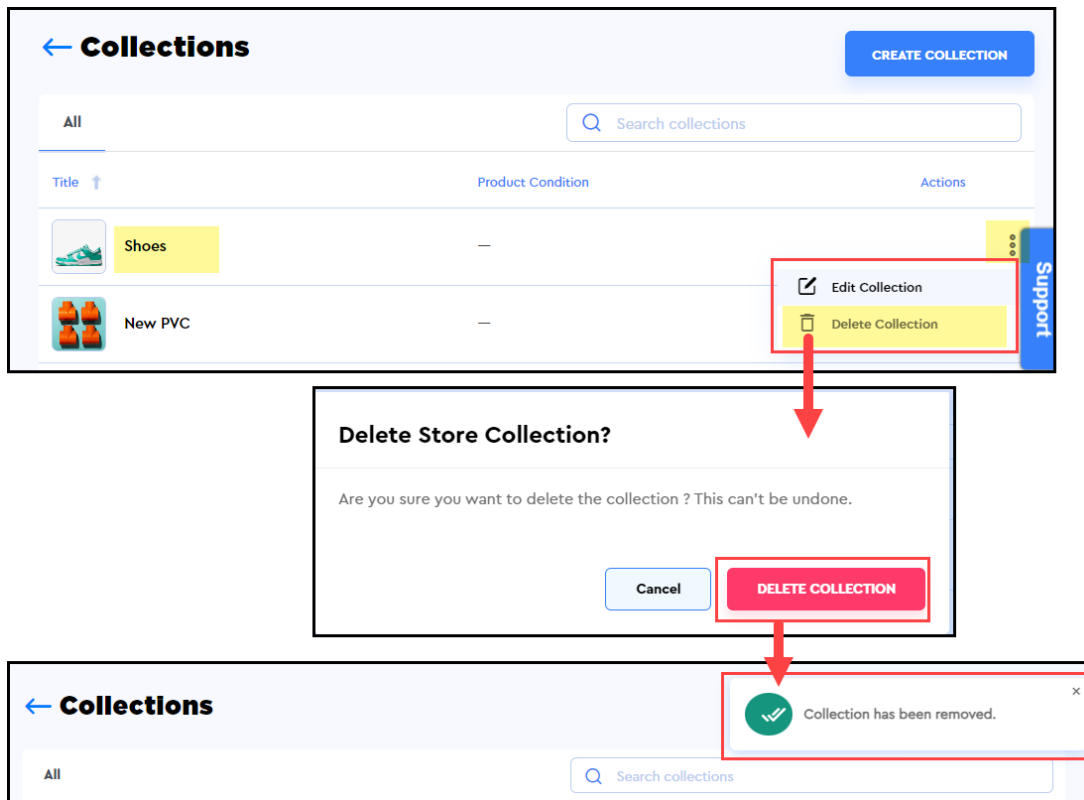 ← Collections
CREATE COLLECTION
All
Search collections
Title ↑
Product Condition
Actions
Shoes
—
Edit Collection
Support
New PVC
—
Delete Collection
Delete Store Collection?
Are you sure you want to delete the collection ? This can't be undone.
Cancel
DELETE COLLECTION
← Collections
Collection has been removed.
×
All
Search collections